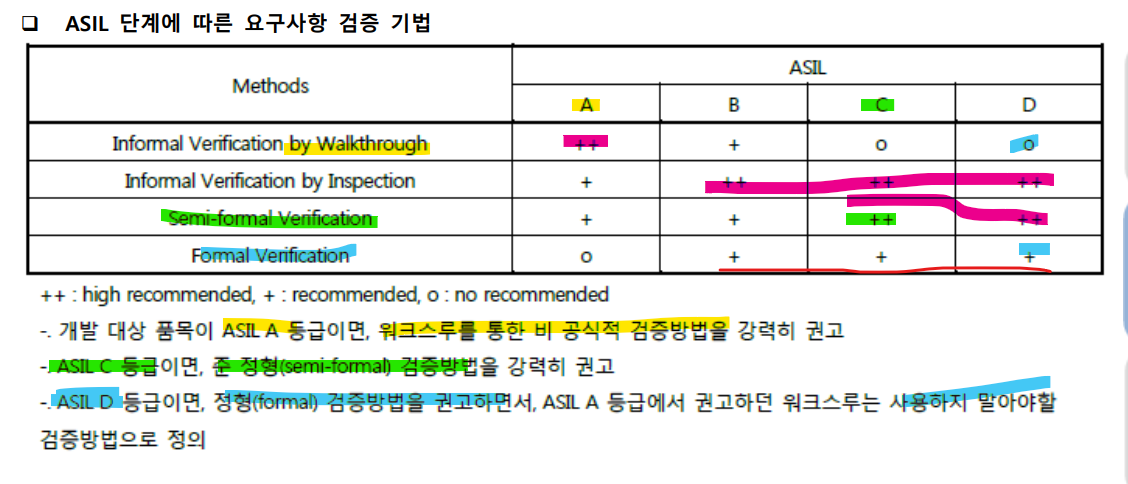 ❑ ASIL 단계에 따른 요구사항 검증 기법
Methods ASIL
A B C D
Informal Verification by Walkthrough ++ + o o
Informal Verification by Inspection + ++ ++ ++
Semi-formal Verification + + ++ ++
Formal Verification o + + +
++ : high recommended, + : recommended, o : no recommended
-. 개발 대상 품목이 ASIL A 등급이면, 워크스루를 통한 비 공식적 검증방법을 강력히 권고
-. ASIL C 등급이면, 준 정형(semi-formal) 검증방법을 강력히 권고
-. ASIL D 등급이면, 정형(formal) 검증방법을 권고하면서, ASIL A 등급에서 권고하던 워크스루는 사용하지 말아야할
검증방법으로 정의